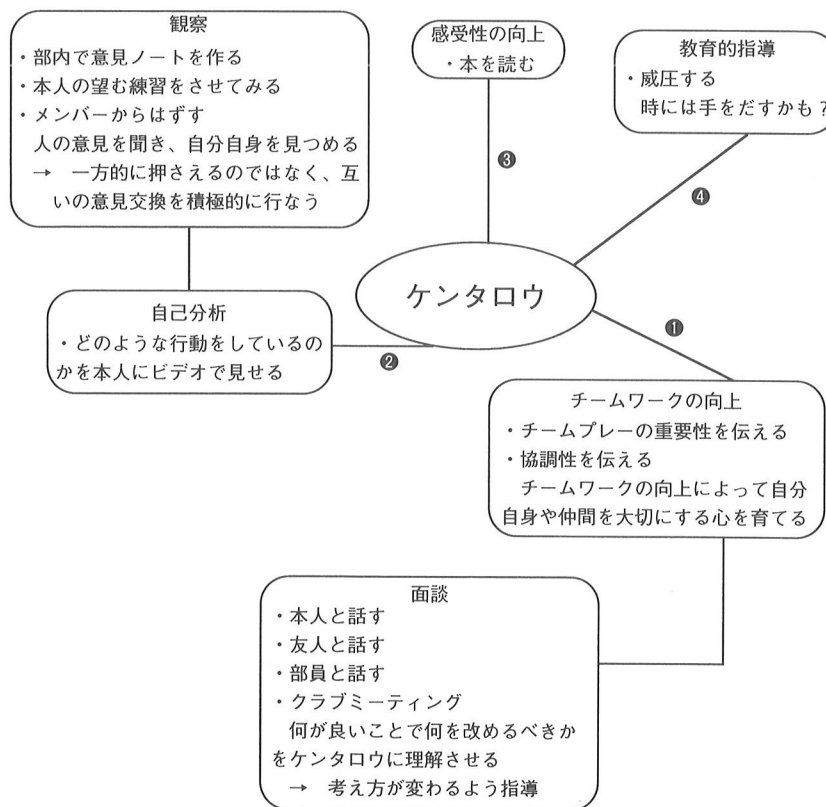 観察
・部内で意見ノートを作る
・本人の望む練習をさせてみる
・メンバーからはずす
人の意見を聞き、自分自身を見つめる
→ 一方的に押さえるのではなく、互
いの意見交換を積極的に行なう
感受性の向上
・本を読む
教育的指導
・威圧する
時には手をだすかも?
❸
❹
ケンタロウ
自己分析
・どのような行動をしているの
かを本人にビデオで見せる
❷
❶
チームワークの向上
・チームプレーの重要性を伝える
・協調性を伝える
チームワークの向上によって自分
自身や仲間を大切にする心を育てる
面談
・本人と話す
・友人と話す
・部員と話す
・クラブミーティング
何が良いことで何を改めるべきか
をケンタロウに理解させる
→ 考え方が変わるよう指導